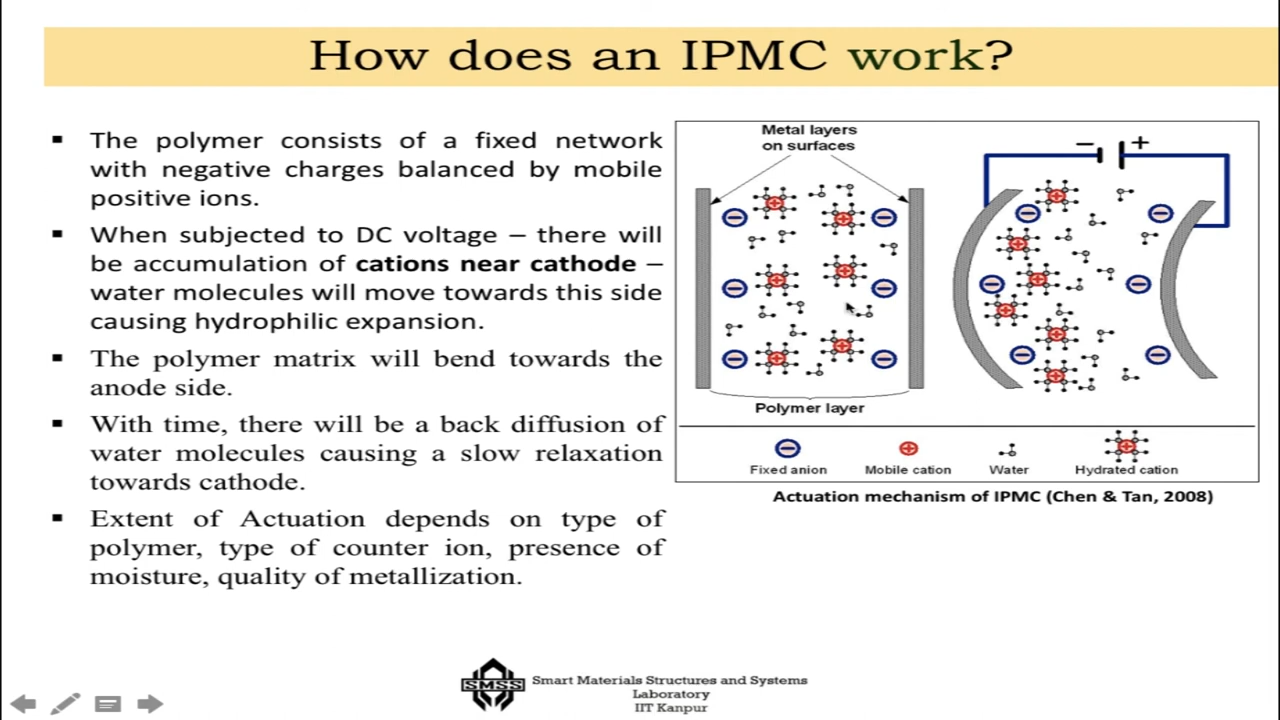 How does an IPMC work?
▪ The polymer consists of a fixed network
with negative charges balanced by mobile
positive ions.
▪ When subjected to DC voltage – there will
be accumulation of cations near cathode –
water molecules will move towards this side
causing hydrophilic expansion.
▪ The polymer matrix will bend towards the
anode side.
▪ With time, there will be a back diffusion of
water molecules causing a slow relaxation
towards cathode.
▪ Extent of Actuation depends on type of
polymer, type of counter ion, presence of
moisture, quality of metallization.
Metal layers
on surfaces
− +
Polymer layer
Fixed anion Mobile cation Water Hydrated cation
Actuation mechanism of IPMC (Chen & Tan, 2008)
SMSS
Smart Materials Structures and Systems
Laboratory
IIT Kanpur